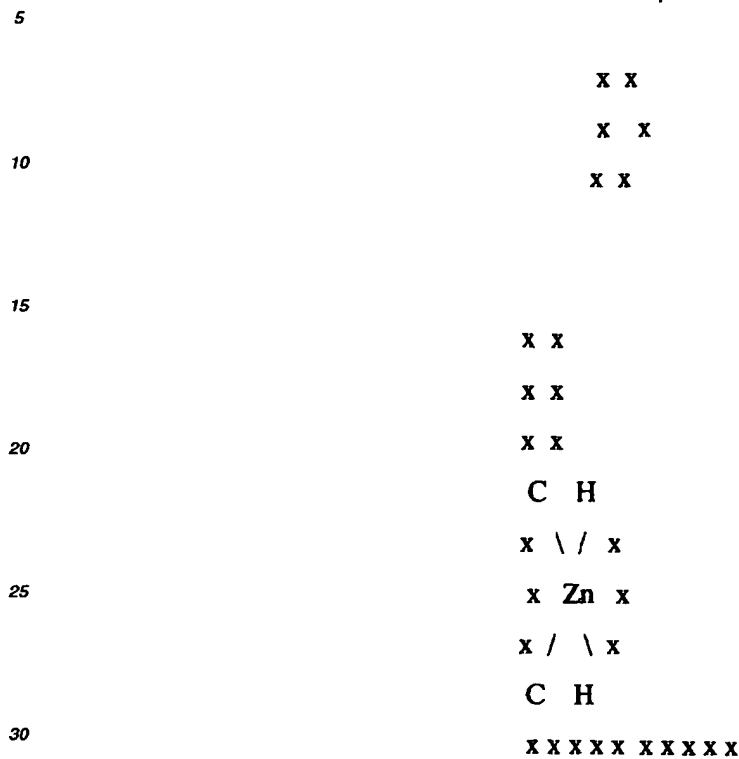 5
x x
x x
10
x x
15
x x
x x
20
x x
C H
x \ / x
25
x Zn x
x / \ x
C H
30
x x x x x x x x x x